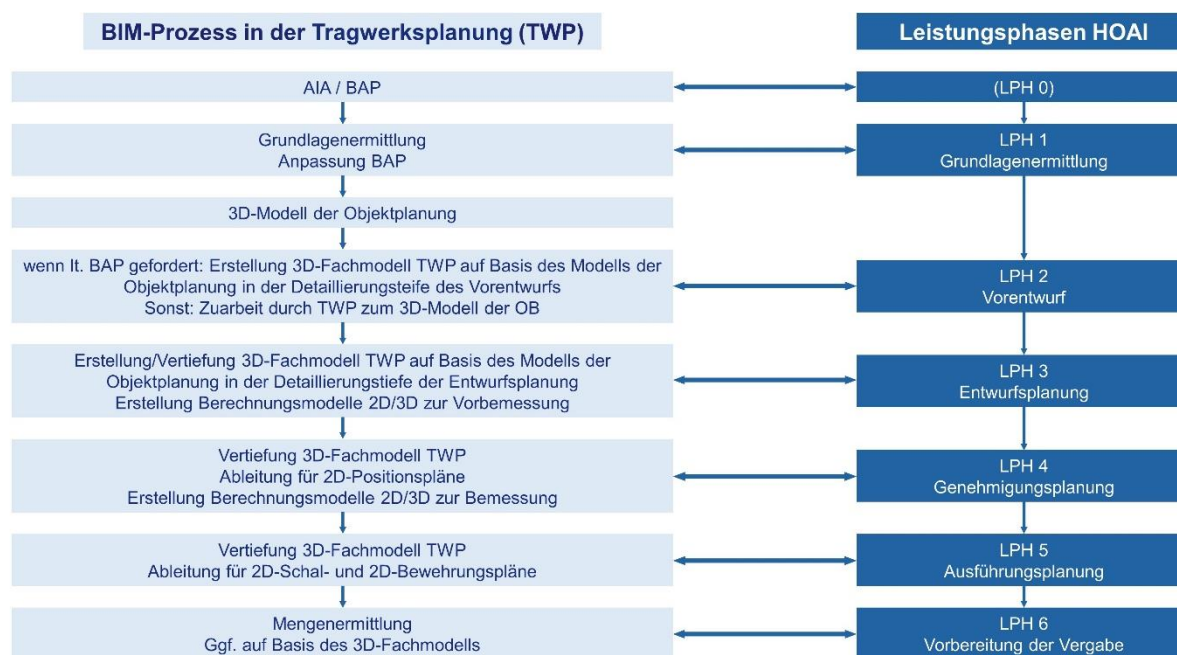 BIM-Prozess in der Tragwerksplanung (TWP)
Leistungsphasen HOAI
AIA / BAP
(LPH 0)
Grundlagenermittlung
Anpassung BAP
LPH 1
Grundlagenermittlung
3D-Modell der Objektplanung
wenn lt. BAP gefordert: Erstellung 3D-Fachmodell TWP auf Basis des Modells der
Objektplanung in der Detaillierungsteife des Vorentwurfs
Sonst: Zuarbeit durch TWP zum 3D-Modell der OB
LPH 2
Vorentwurf
Erstellung/Vertiefung 3D-Fachmodell TWP auf Basis des Modells der
Objektplanung in der Detaillierungstiefe der Entwurfsplanung
Erstellung Berechnungsmodelle 2D/3D zur Vorbemessung
LPH 3
Entwurfsplanung
Vertiefung 3D-Fachmodell TWP
Ableitung für 2D-Positionspläne
Erstellung Berechnungsmodelle 2D/3D zur Bemessung
LPH 4
Genehmigungsplanung
Vertiefung 3D-Fachmodell TWP
Ableitung für 2D-Schal- und 2D-Bewehrungspläne
LPH 5
Ausführungsplanung
Mengenermittlung
Ggf. auf Basis des 3D-Fachmodells
LPH 6
Vorbereitung der Vergabe